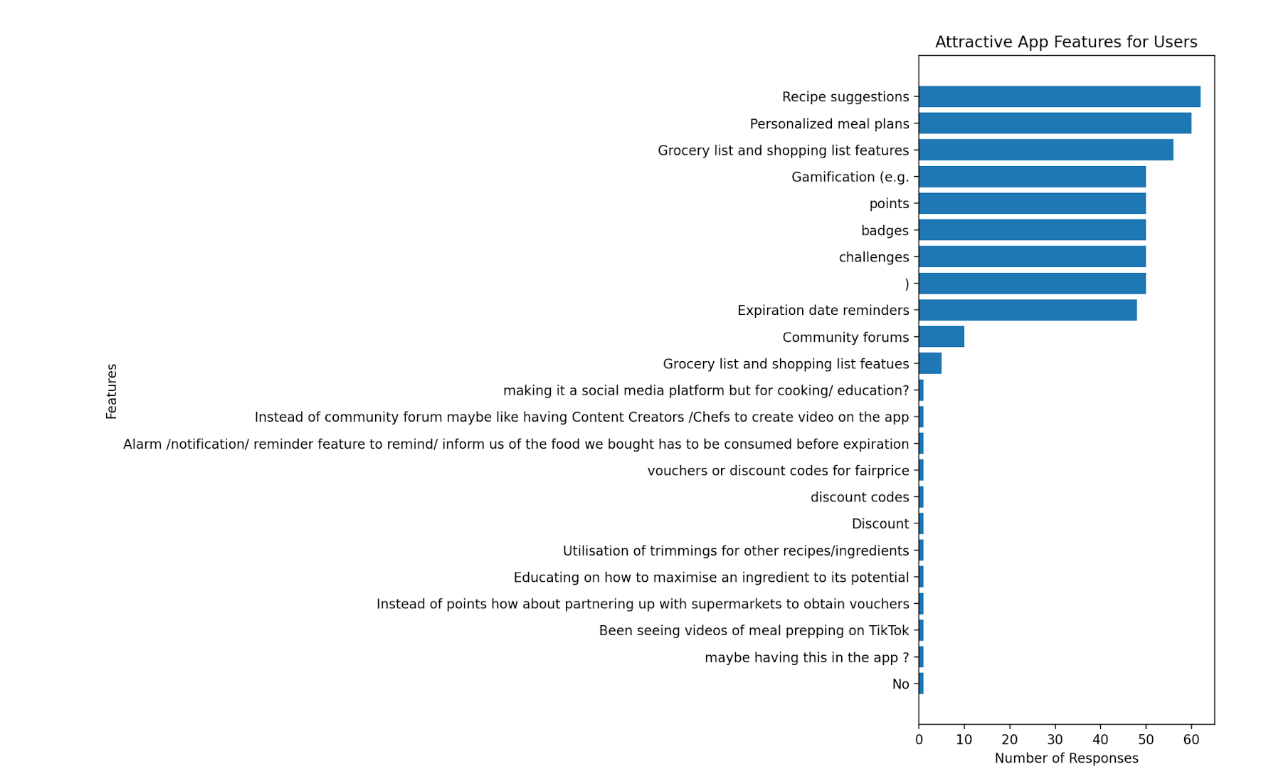 Attractive App Features for Users
Recipe suggestions
Personalized meal plans
Grocery list and shopping list features
Gamification (e.g.
points
badges
challenges
)
Expiration date reminders
Community forums
Grocery list and shopping list featues
making it a social media platform but for cooking/ education?
Instead of community forum maybe like having Content Creators /Chefs to create video on the app
Alarm /notification/ reminder feature to remind/ inform us of the food we bought has to be consumed before expiration
vouchers or discount codes for fairprice
discount codes
Discount
Utilisation of trimmings for other recipes/ingredients
Educating on how to maximise an ingredient to its potential
Instead of points how about partnering up with supermarkets to obtain vouchers
Been seeing videos of meal prepping on TikTok
maybe having this in the app ?
No
Features
0 10 20 30 40 50 60
Number of Responses